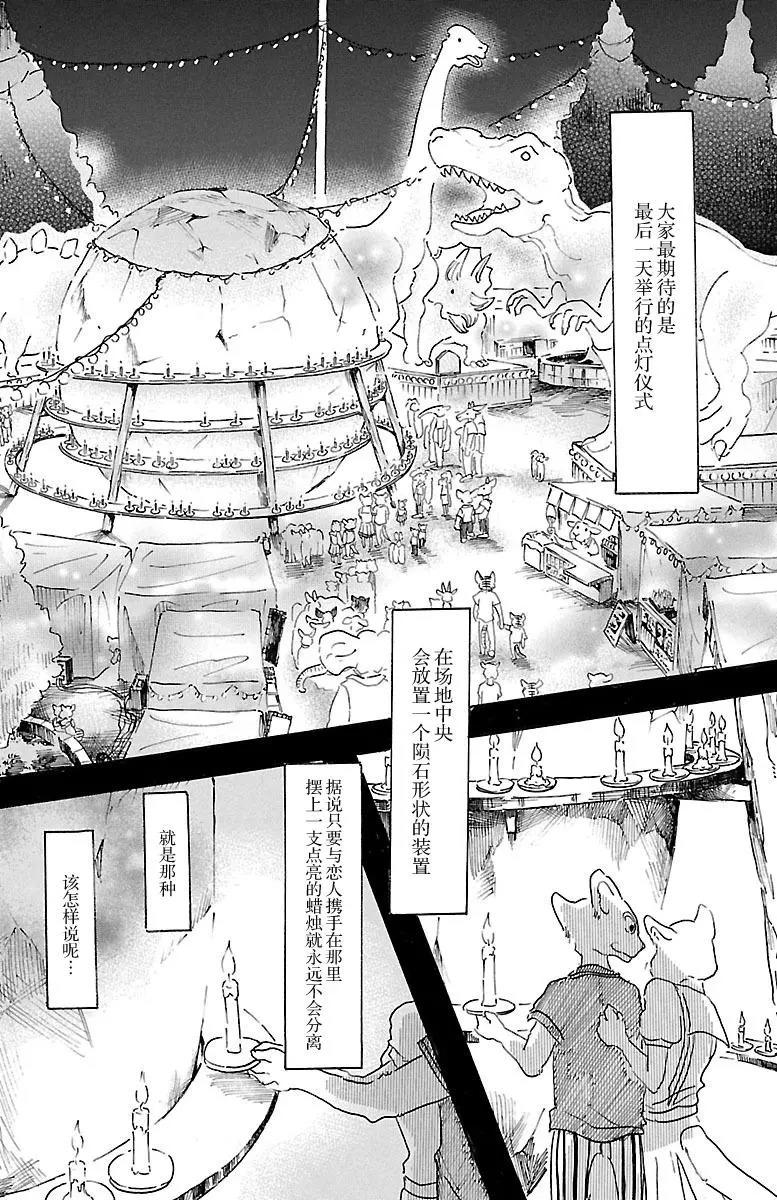 大家最期待的是
最后一天举行的点灯仪式
在场地中央
会放置一个陨石形状的装置
据说只要与恋人携手在那里
摆上一支点亮的蜡烛就永远不会分离
就是那种
该怎样说呢…